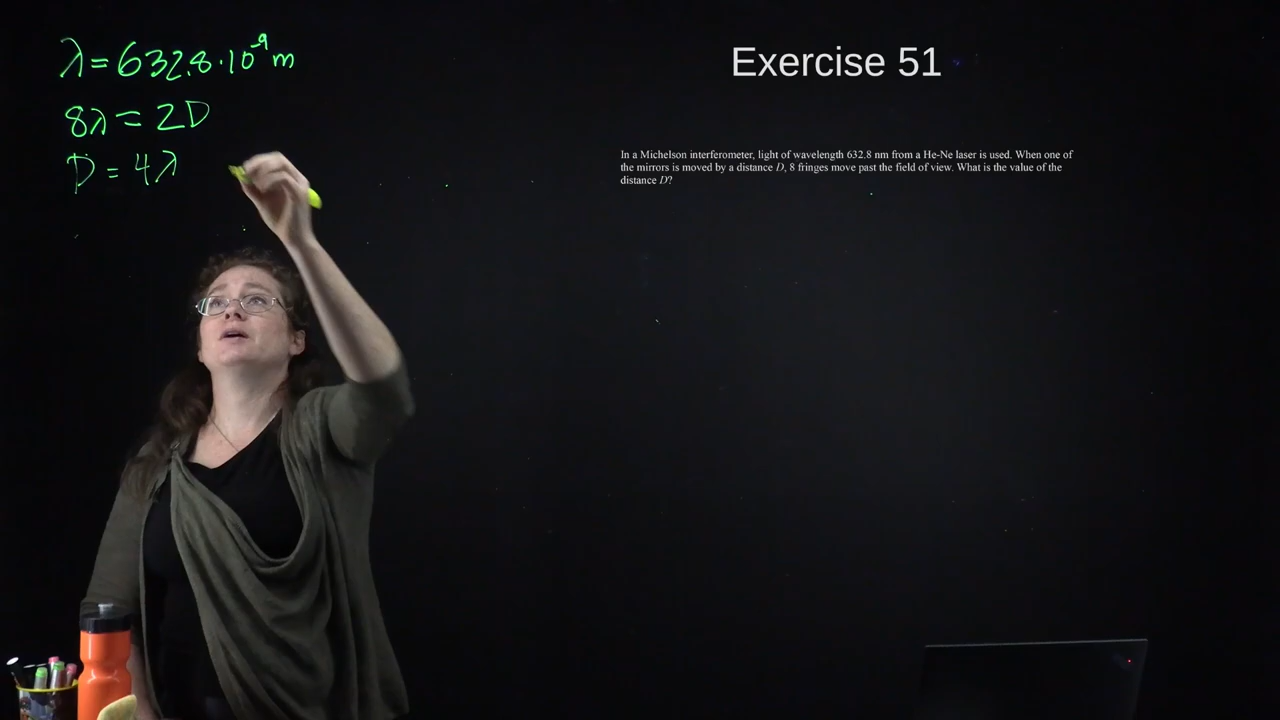 λ = 632.8 · 10⁻⁹ m
8λ = 2D
D = 4λ
Exercise 51
In a Michelson interferometer, light of wavelength 632.8 nm from a He-Ne laser is used. When one of
the mirrors is moved by a distance D, 8 fringes move past the field of view. What is the value of the
distance D?